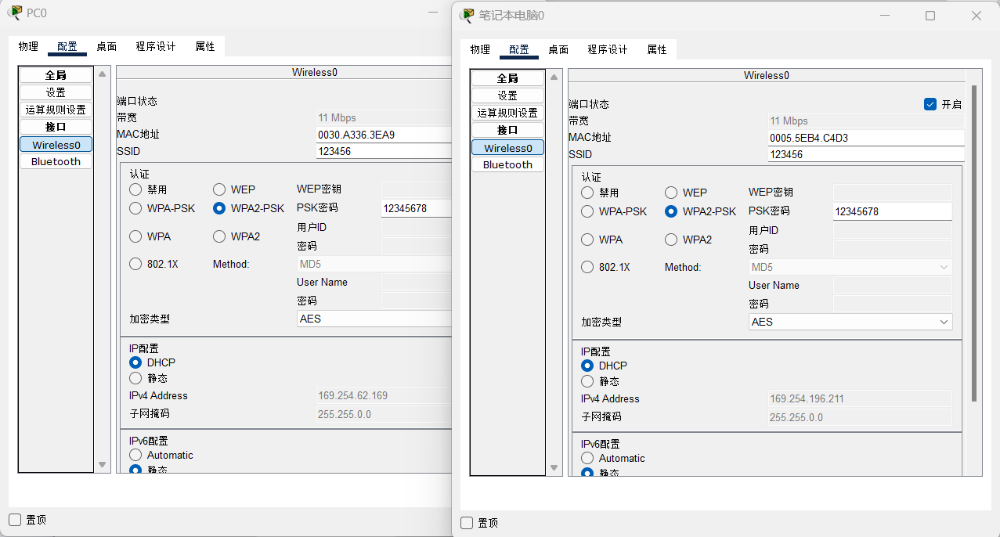 PC0
物理 配置 桌面 程序设计 属性
全局
设置
运算规则设置
接口
Wireless0
Bluetooth
Wireless0
端口状态
带宽 11 Mbps
MAC地址 0030.A336.3EA9
SSID 123456
认证
禁用 WEP WEP密钥
WPA-PSK WPA2-PSK PSK密码 12345678
用户ID
WPA WPA2
密码
802.1X Method: MD5
User Name
密码
加密类型 AES
IP配置
DHCP
静态
IPv4 Address 169.254.62.169
子网掩码 255.255.0.0
IPv6配置
Automatic
静态
置顶
笔记本电脑0
物理 配置 桌面 程序设计 属性
全局
设置
运算规则设置
接口
Wireless0
Bluetooth
Wireless0
端口状态 开启
带宽 11 Mbps
MAC地址 0005.5EB4.C4D3
SSID 123456
认证
禁用 WEP WEP密钥
WPA-PSK WPA2-PSK PSK密码 12345678
用户ID
WPA WPA2
密码
802.1X Method: MD5
User Name
密码
加密类型 AES
IP配置
DHCP
静态
IPv4 Address 169.254.196.211
子网掩码 255.255.0.0
IPv6配置
Automatic
静态
置顶